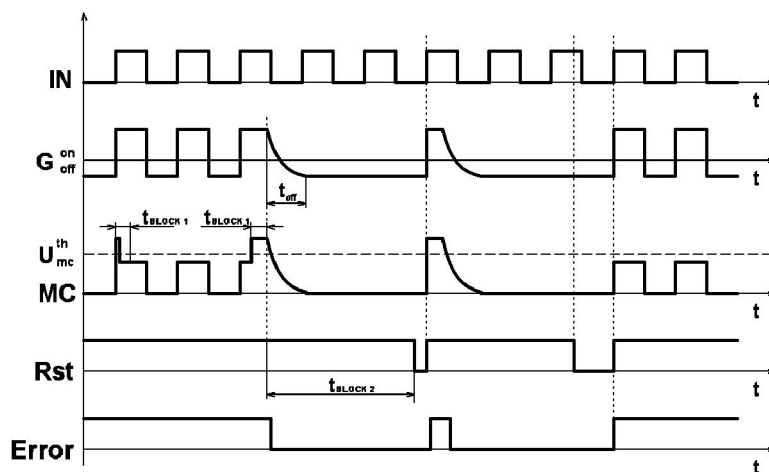 IN
t
G on off
t
t off
t BLOCK 1
t BLOCK 1
U th mc
MC
t
Rst
t BLOCK 2
t
Error
t